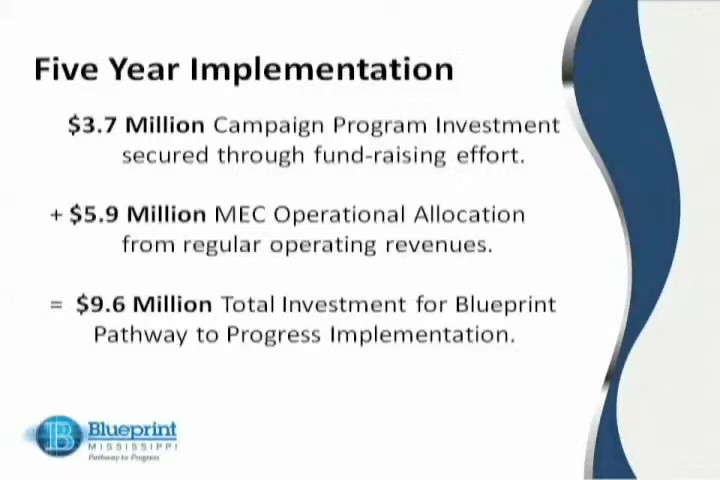 Five Year Implementation
$3.7 Million Campaign Program Investment
secured through fund-raising effort.
+ $5.9 Million MEC Operational Allocation
from regular operating revenues.
= $9.6 Million Total Investment for Blueprint
Pathway to Progress Implementation.
B
Blueprint
MISSISSIPPI
Pathway to Progress